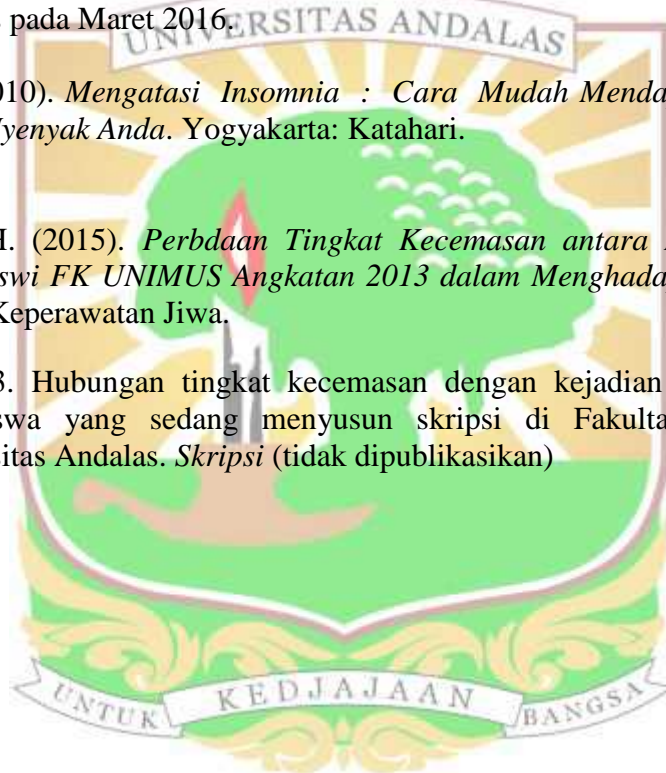 pada Maret 2016.
UNIVERSITAS ANDALAS
010). Mengatasi Insomnia : Cara Mudah Menda
yenyak Anda. Yogyakarta: Katahari.
H. (2015). Perbdaan Tingkat Kecemasan antara
swi FK UNIMUS Angkatan 2013 dalam Menghada
Keperawatan Jiwa.
3. Hubungan tingkat kecemasan dengan kejadian
swa yang sedang menyusun skripsi di Fakulta
sitas Andalas. Skripsi (tidak dipublikasikan)
UNTUK KEDJAJAAN BANGSA